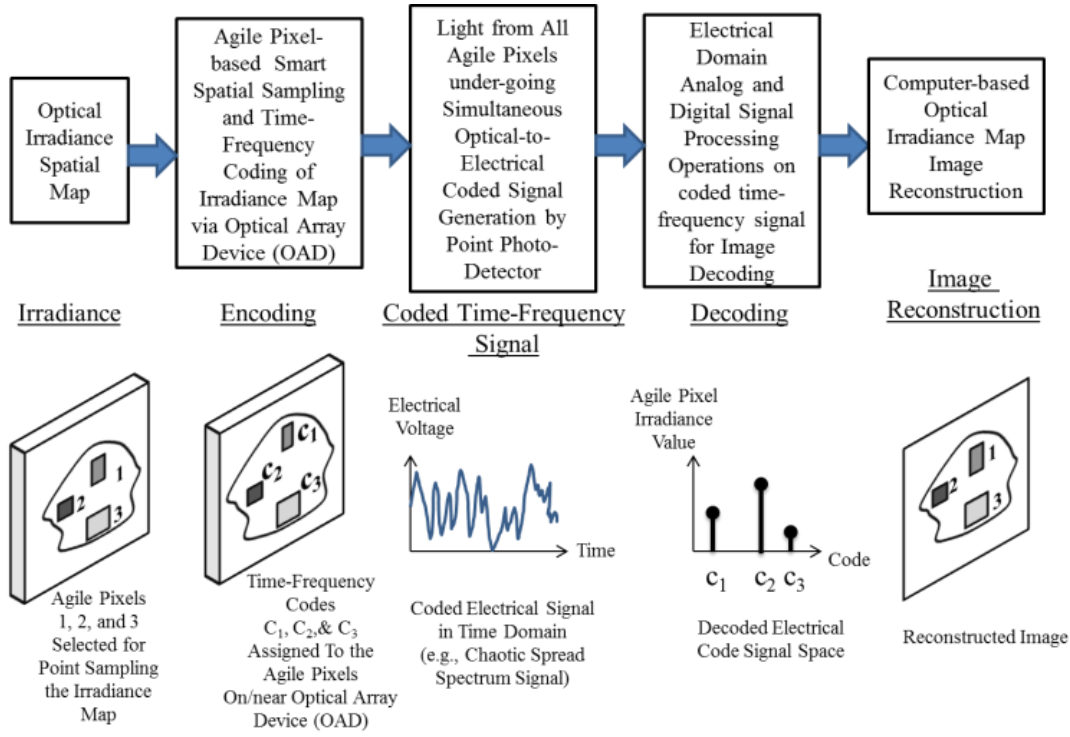 Optical
Irradiance
Spatial
Map
Agile Pixel-
based Smart
Spatial Sampling
and Time-
Frequency
Coding of
Irradiance Map
via Optical Array
Device (OAD)
Light from All
Agile Pixels
under-going
Simultaneous
Optical-to-
Electrical
Coded Signal
Generation by
Point Photo-
Detector
Electrical
Domain
Analog and
Digital Signal
Processing
Operations on
coded time-
frequency signal
for Image
Decoding
Computer-based
Optical
Irradiance Map
Image
Reconstruction
Irradiance
Encoding
Coded Time-Frequency
Signal
Decoding
Image
Reconstruction
1
2
3
Agile Pixels
1, 2, and 3
Selected for
Point Sampling
the Irradiance
Map
c₁
c₂
c₃
Time-Frequency
Codes
C₁, C₂,& C₃
Assigned To the
Agile Pixels
On/near Optical Array
Device (OAD)
Electrical
Voltage
Time
Coded Electrical Signal
in Time Domain
(e.g., Chaotic Spread
Spectrum Signal)
Agile Pixel
Irradiance
Value
Code
c₁ c₂ c₃
Decoded Electrical
Code Signal Space
1
2
3
Reconstructed Image